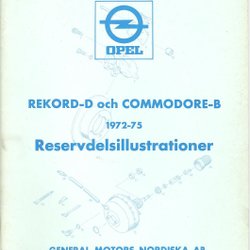 OPEL
REKORD-D och COMMODORE-B
1972-75
Reservdelsillustrationer
GENERAL MOTORS NORDISKA AB